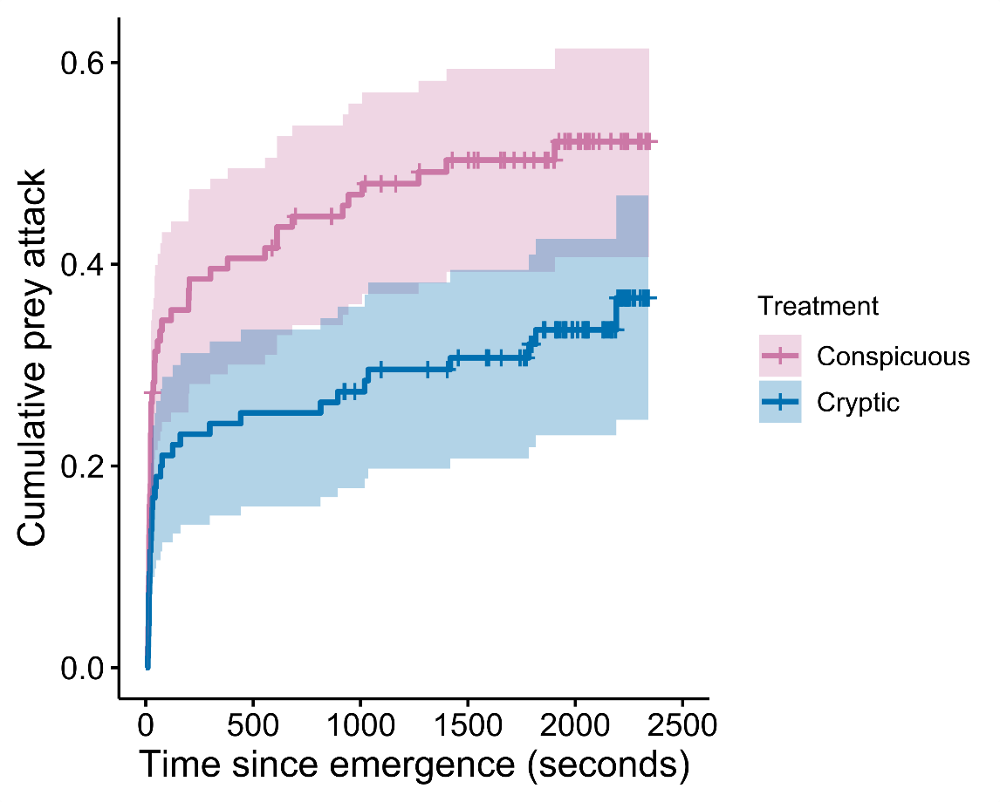 Cumulative prey attack
0.6
0.4
0.2
0.0
0 500 1000 1500 2000 2500
Time since emergence (seconds)
Treatment
Conspicuous
Cryptic